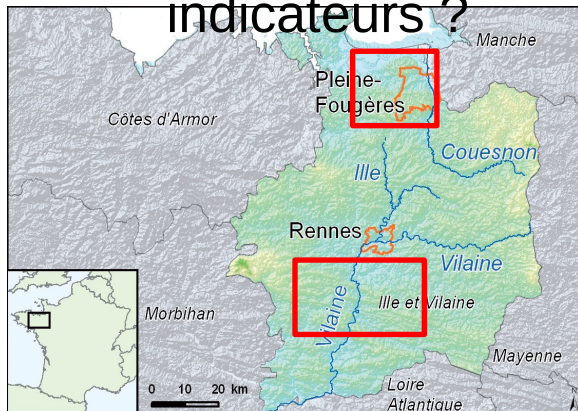 indicateurs ?
Manche
Pleine-
Fougères
Côtes d'Armor
Couesnon
Ille
Rennes
Vilaine
Vilaine
Ille et Vilaine
Morbihan
Mayenne
0 10 20 km
Loire
Atlantique